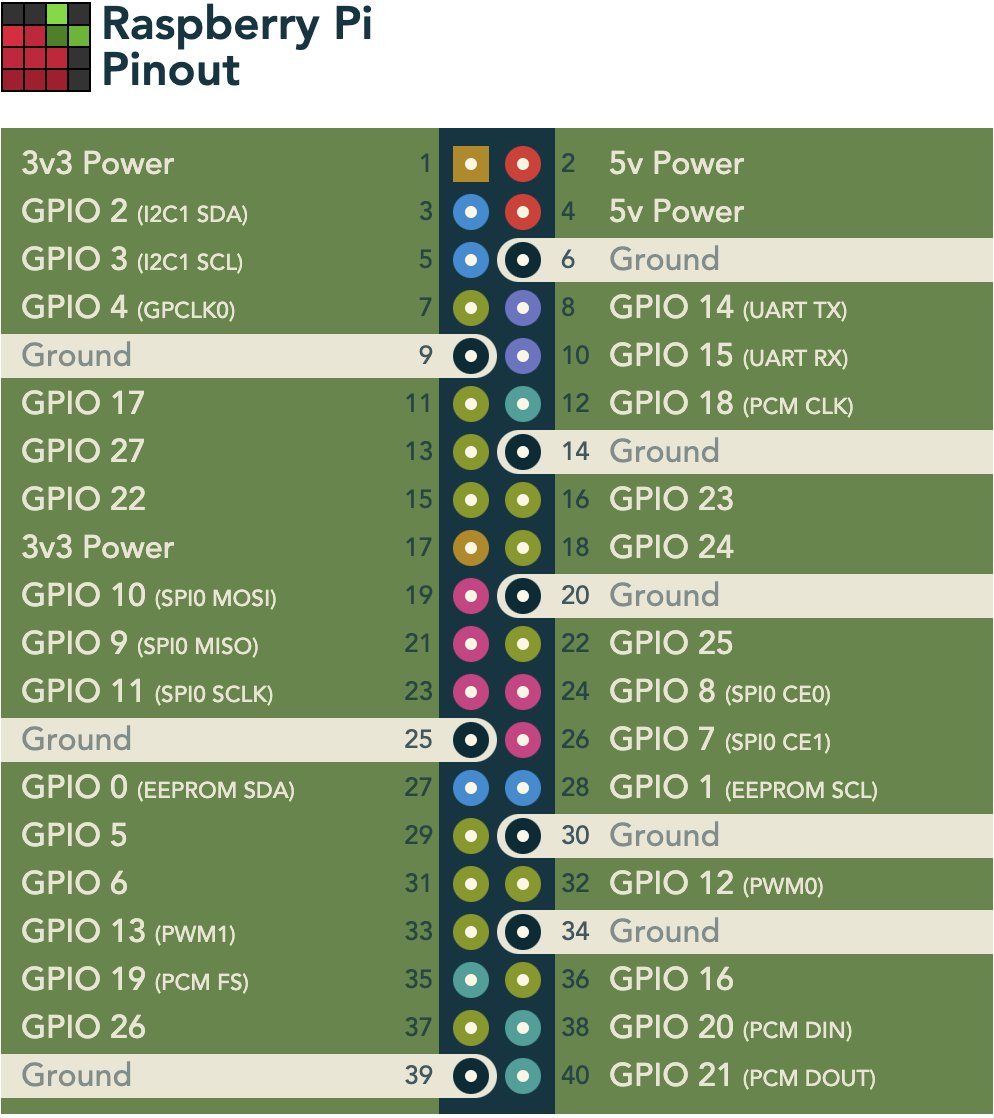 Raspberry Pi
Pinout
3v3 Power 1 2 5v Power
GPIO 2 (I2C1 SDA) 3 4 5v Power
GPIO 3 (I2C1 SCL) 5 6 Ground
GPIO 4 (GPCLK0) 7 8 GPIO 14 (UART TX)
Ground 9 10 GPIO 15 (UART RX)
GPIO 17 11 12 GPIO 18 (PCM CLK)
GPIO 27 13 14 Ground
GPIO 22 15 16 GPIO 23
3v3 Power 17 18 GPIO 24
GPIO 10 (SPI0 MOSI) 19 20 Ground
GPIO 9 (SPI0 MISO) 21 22 GPIO 25
GPIO 11 (SPI0 SCLK) 23 24 GPIO 8 (SPI0 CE0)
Ground 25 26 GPIO 7 (SPI0 CE1)
GPIO 0 (EEPROM SDA) 27 28 GPIO 1 (EEPROM SCL)
GPIO 5 29 30 Ground
GPIO 6 31 32 GPIO 12 (PWM0)
GPIO 13 (PWM1) 33 34 Ground
GPIO 19 (PCM FS) 35 36 GPIO 16
GPIO 26 37 38 GPIO 20 (PCM DIN)
Ground 39 40 GPIO 21 (PCM DOUT)